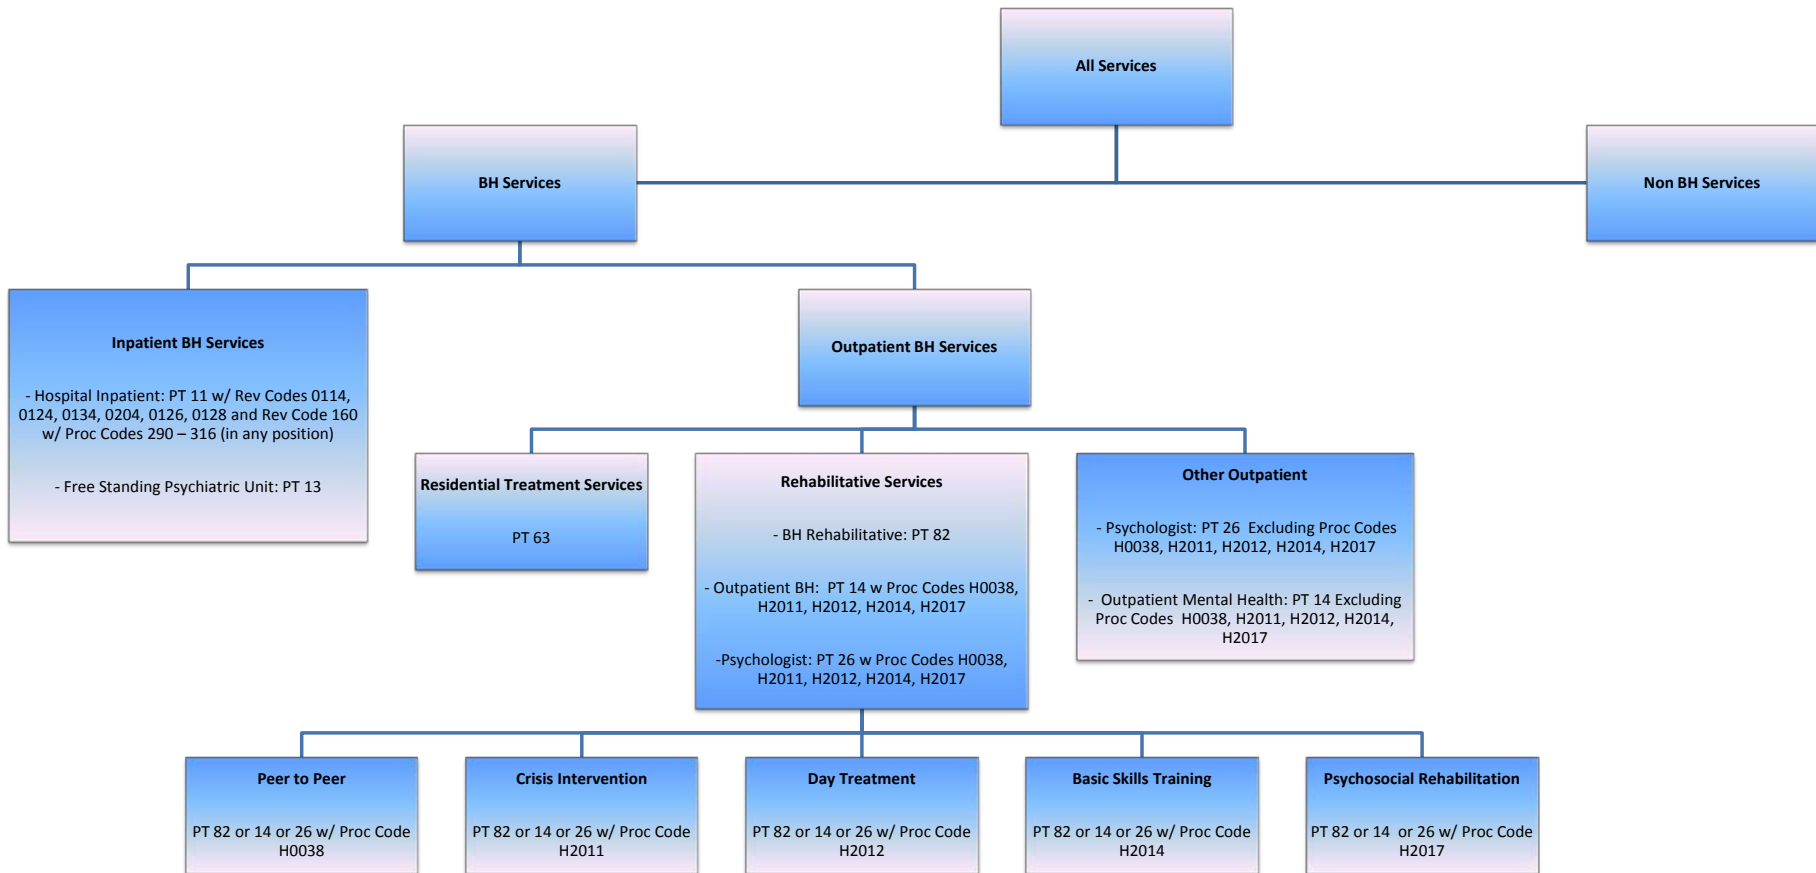 All Services
BH Services
Non BH Services
Inpatient BH Services
- Hospital Inpatient: PT 11 w/ Rev Codes 0114,
0124, 0134, 0204, 0126, 0128 and Rev Code 160
w/ Proc Codes 290 – 316 (in any position)
- Free Standing Psychiatric Unit: PT 13
Outpatient BH Services
Residential Treatment Services
PT 63
Rehabilitative Services
- BH Rehabilitative: PT 82
- Outpatient BH:  PT 14 w Proc Codes H0038,
H2011, H2012, H2014, H2017
-Psychologist: PT 26 w Proc Codes H0038,
H2011, H2012, H2014, H2017
Other Outpatient
- Psychologist: PT 26  Excluding Proc Codes
H0038, H2011, H2012, H2014, H2017
-  Outpatient Mental Health: PT 14 Excluding
Proc Codes  H0038, H2011, H2012, H2014,
H2017
Peer to Peer
PT 82 or 14 or 26 w/ Proc Code
H0038
Crisis Intervention
PT 82 or 14 or 26 w/ Proc Code
H2011
Day Treatment
PT 82 or 14 or 26 w/ Proc Code
H2012
Basic Skills Training
PT 82 or 14 or 26 w/ Proc Code
H2014
Psychosocial Rehabilitation
PT 82 or 14  or 26 w/ Proc Code
H2017